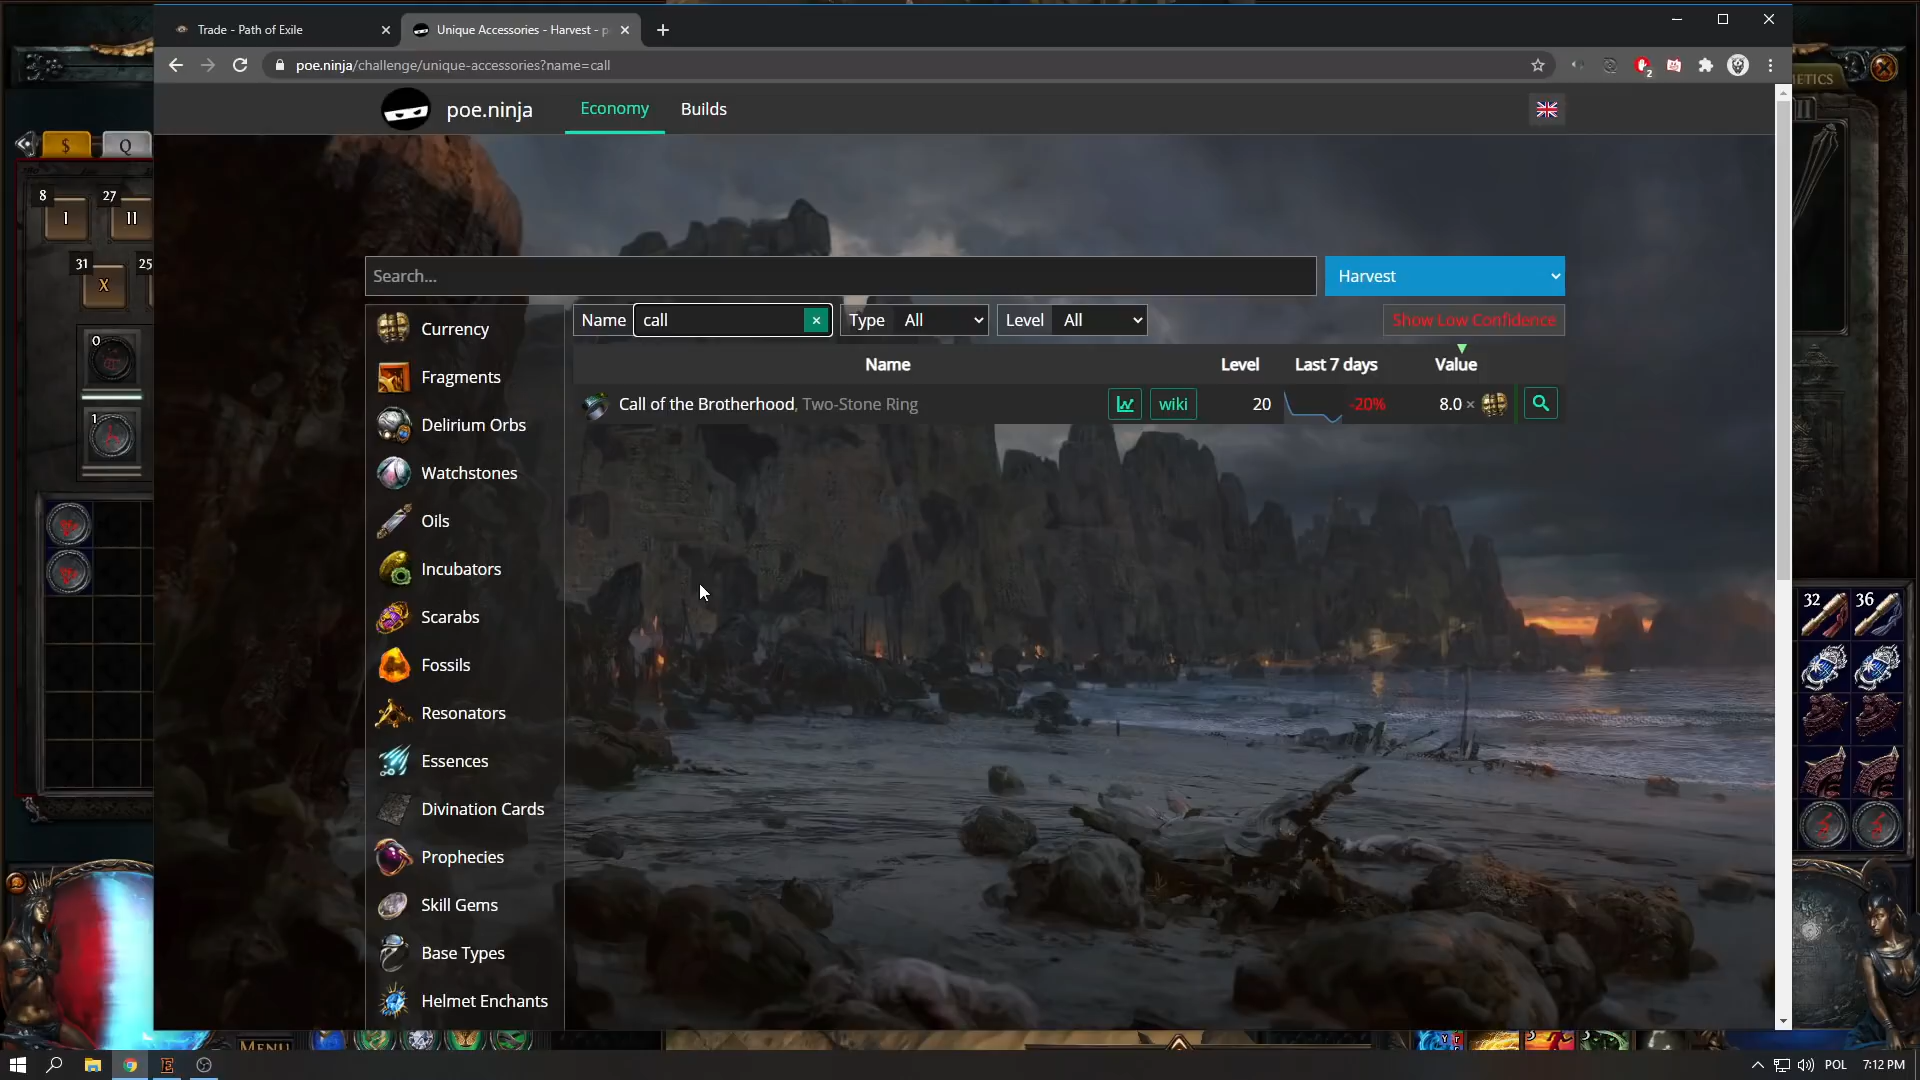 Trade - Path of Exile
Unique Accessories - Harvest - p
poe.ninja/challenge/unique-accessories?name=call
2
poe.ninja
Economy
Builds
METICS
$
Q
8
27
I
II
31
25
X
0
1
Search...
Harvest
Name
call
×
Type
All
Level
All
Show Low Confidence
Name
Level
Last 7 days
Value
Call of the Brotherhood, Two-Stone Ring
wiki
20
-20%
8.0 ×
Currency
Fragments
Delirium Orbs
Watchstones
Oils
Incubators
Scarabs
Fossils
Resonators
Essences
Divination Cards
Prophecies
Skill Gems
Base Types
Helmet Enchants
32
36
MENU
POL
7:12 PM